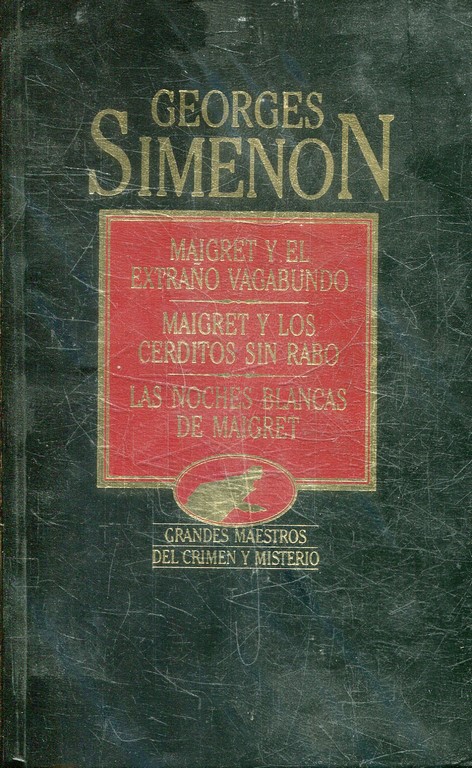 GEORGES
SIMENON
MAIGRET Y EL
EXTRAÑO VAGABUNDO
MAIGRET Y LOS
CERDITOS SIN RABO
LAS NOCHES BLANCAS
DE MAIGRET
GRANDES MAESTROS
DEL CRIMEN Y MISTERIO